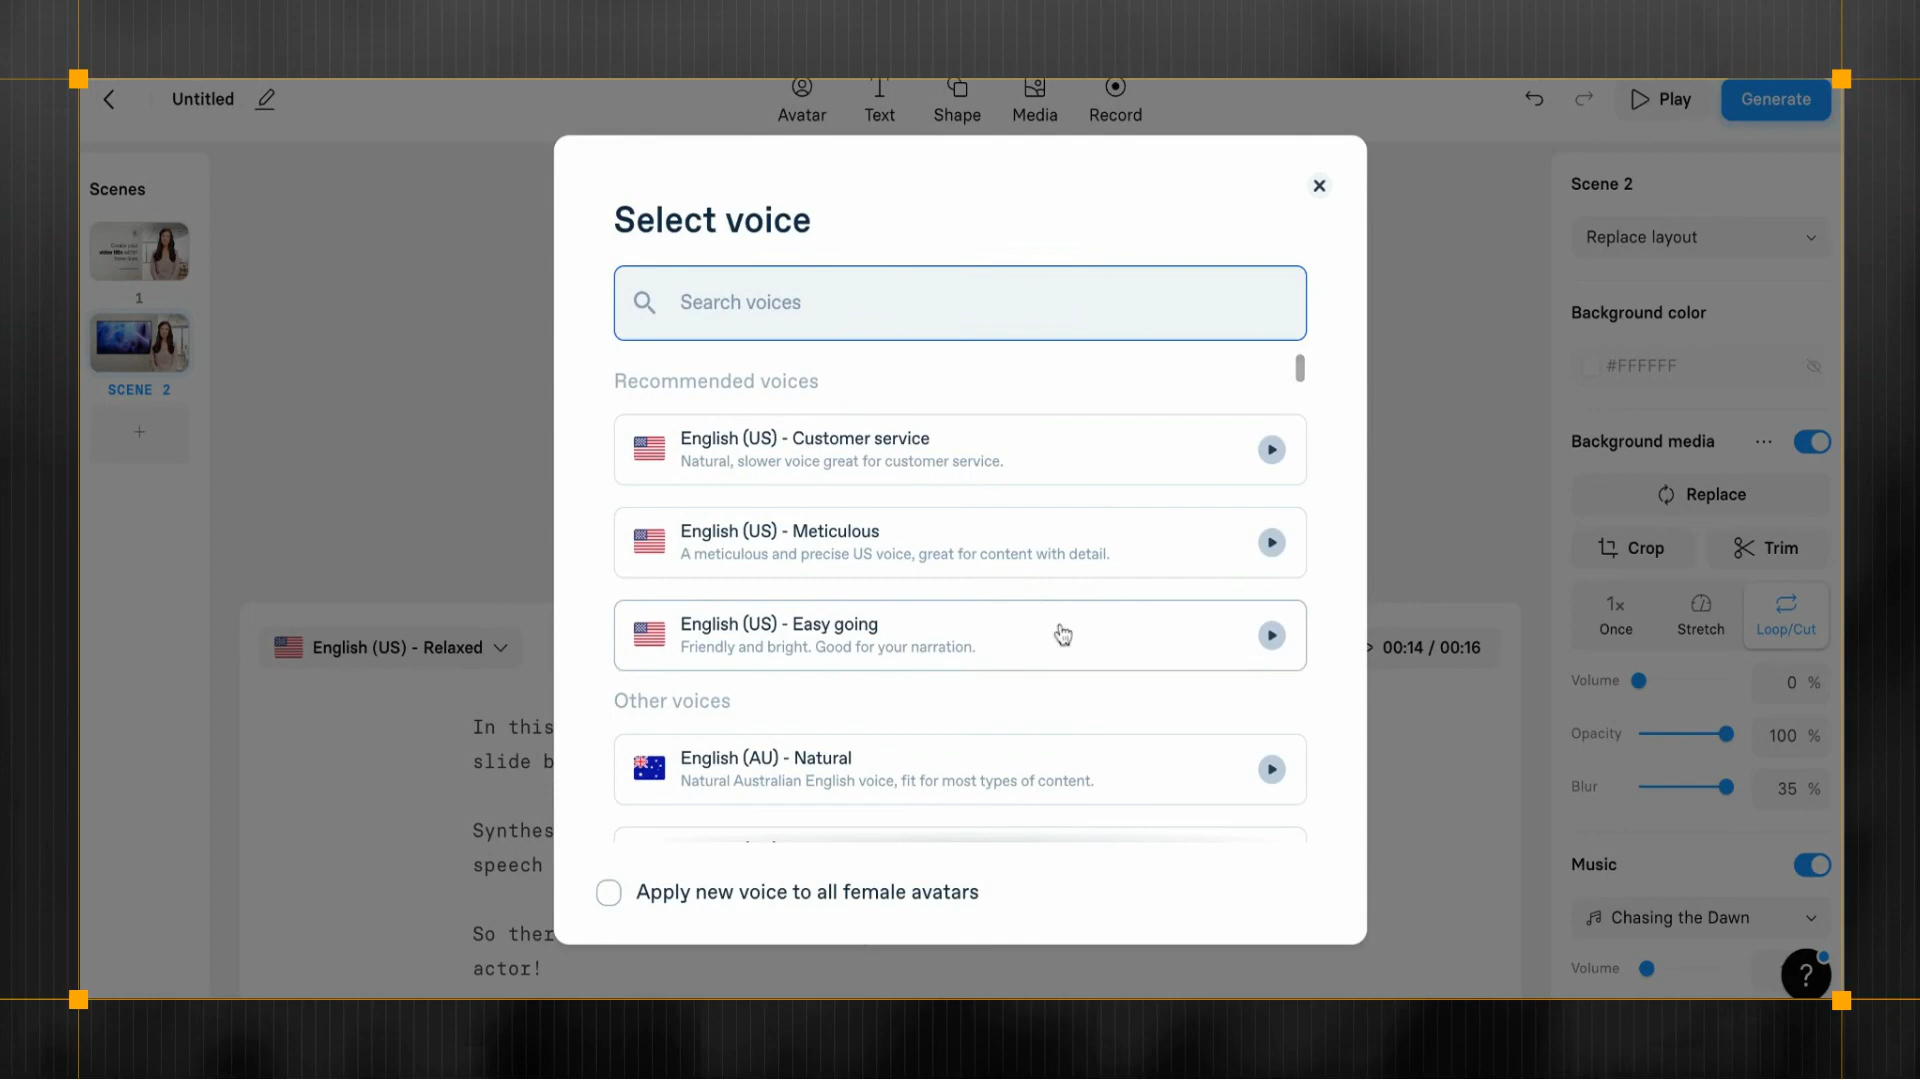 Untitled
Avatar
Text
Shape
Media
Record
Play
Generate
Scenes
1
SCENE 2
Select voice
Search voices
Recommended voices
English (US) - Customer service
Natural, slower voice great for customer service.
English (US) - Meticulous
A meticulous and precise US voice, great for content with detail.
English (US) - Easy going
Friendly and bright. Good for your narration.
Other voices
English (AU) - Natural
Natural Australian English voice, fit for most types of content.
Apply new voice to all female avatars
English (US) - Relaxed
00:14 / 00:16
In this
slide b
Synthes
speech
So ther
actor!
Scene 2
Replace layout
Background color
#FFFFFF
Background media
Replace
Crop
Trim
1x
Once
Stretch
Loop/Cut
Volume
0 %
Opacity
100 %
Blur
35 %
Music
Chasing the Dawn
Volume
?